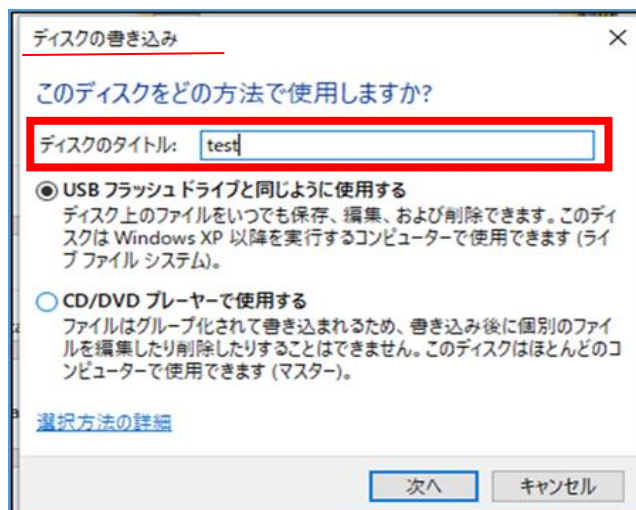 ディスクの書き込み
このディスクをどの方法で使用しますか?
ディスクのタイトル: test
USB フラッシュ ドライブと同じように使用する
ディスク上のファイルをいつでも保存、編集、および削除できます。このディ
スクは Windows XP 以降を実行するコンピューターで使用できます (ライ
ブ ファイル システム)。
CD/DVD プレーヤーで使用する
ファイルはグループ化されて書き込まれるため、書き込み後に個別のファイ
ルを編集したり削除したりすることはできません。このディスクはほとんどのコ
ンピューターで使用できます (マスター)。
選択方法の詳細
次へ キャンセル